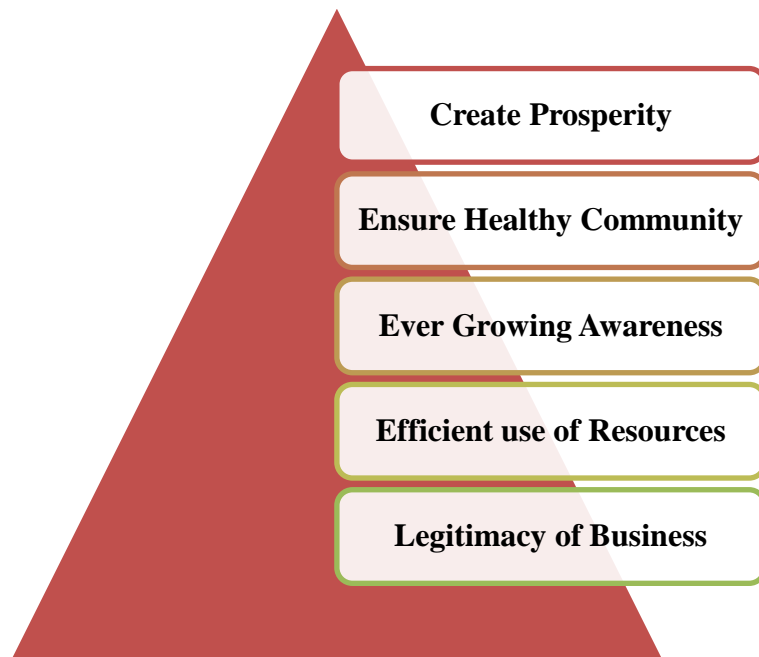 Create Prosperity
Ensure Healthy Community
Ever Growing Awareness
Efficient use of Resources
Legitimacy of Business